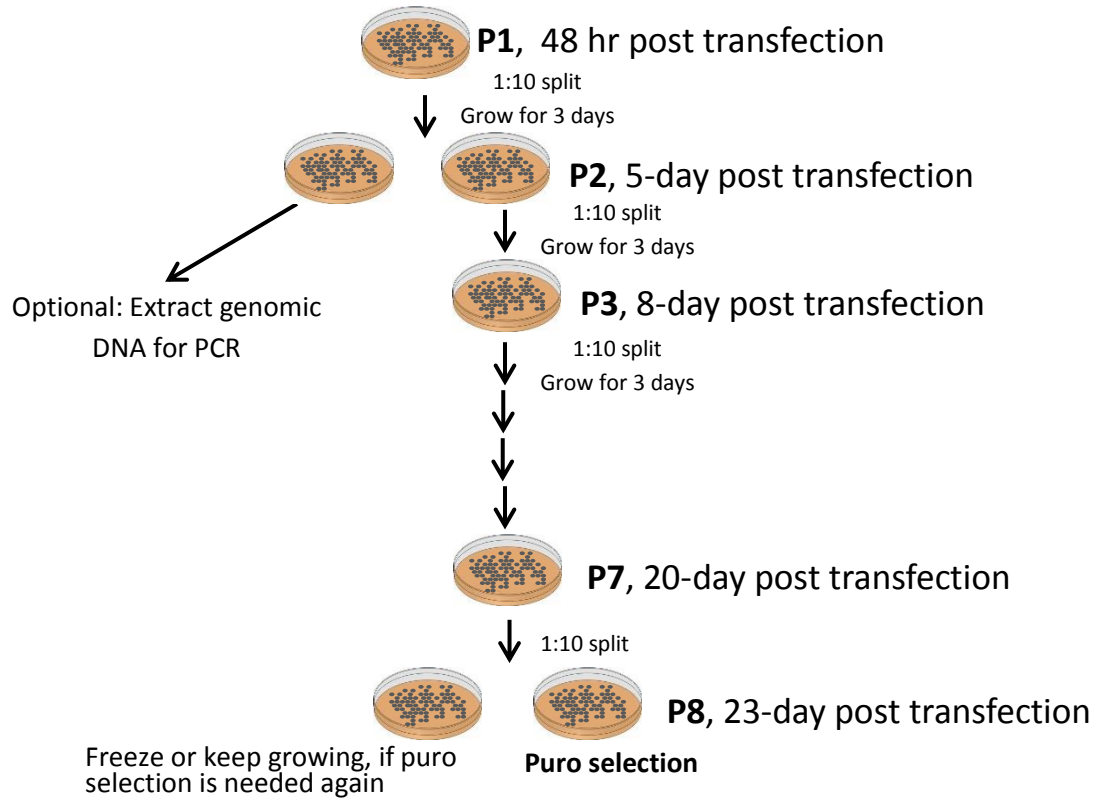 P1, 48 hr post transfection
1:10 split
Grow for 3 days
P2, 5-day post transfection
1:10 split
Grow for 3 days
Optional: Extract genomic
DNA for PCR
P3, 8-day post transfection
1:10 split
Grow for 3 days
P7, 20-day post transfection
1:10 split
P8, 23-day post transfection
Freeze or keep growing, if puro
selection is needed again
Puro selection